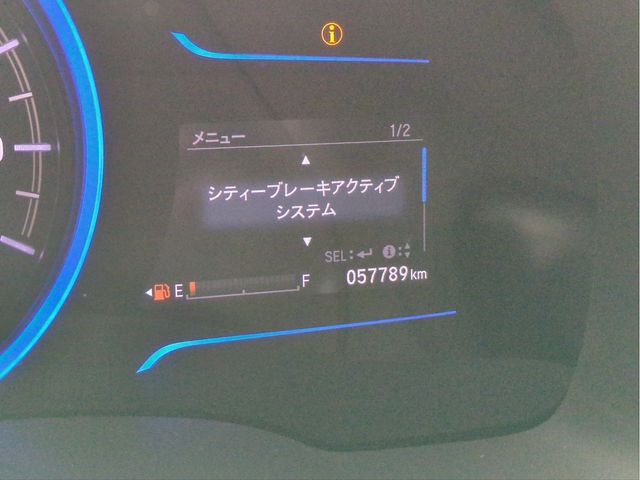 メニュー 1/2
シティーブレーキアクティブ
システム
SEL:↵ i:
E F 057789km